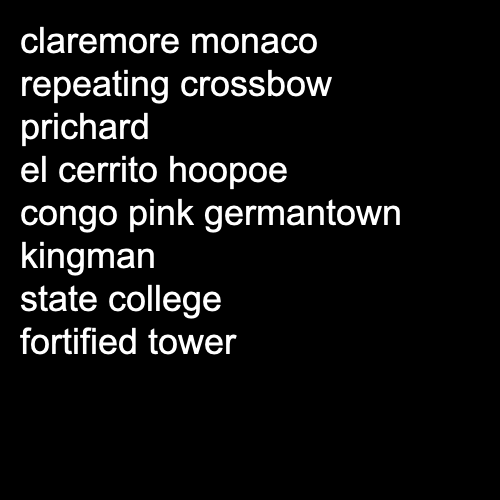 claremore monaco
repeating crossbow
prichard
el cerrito hoopoe
congo pink germantown
kingman
state college
fortified tower